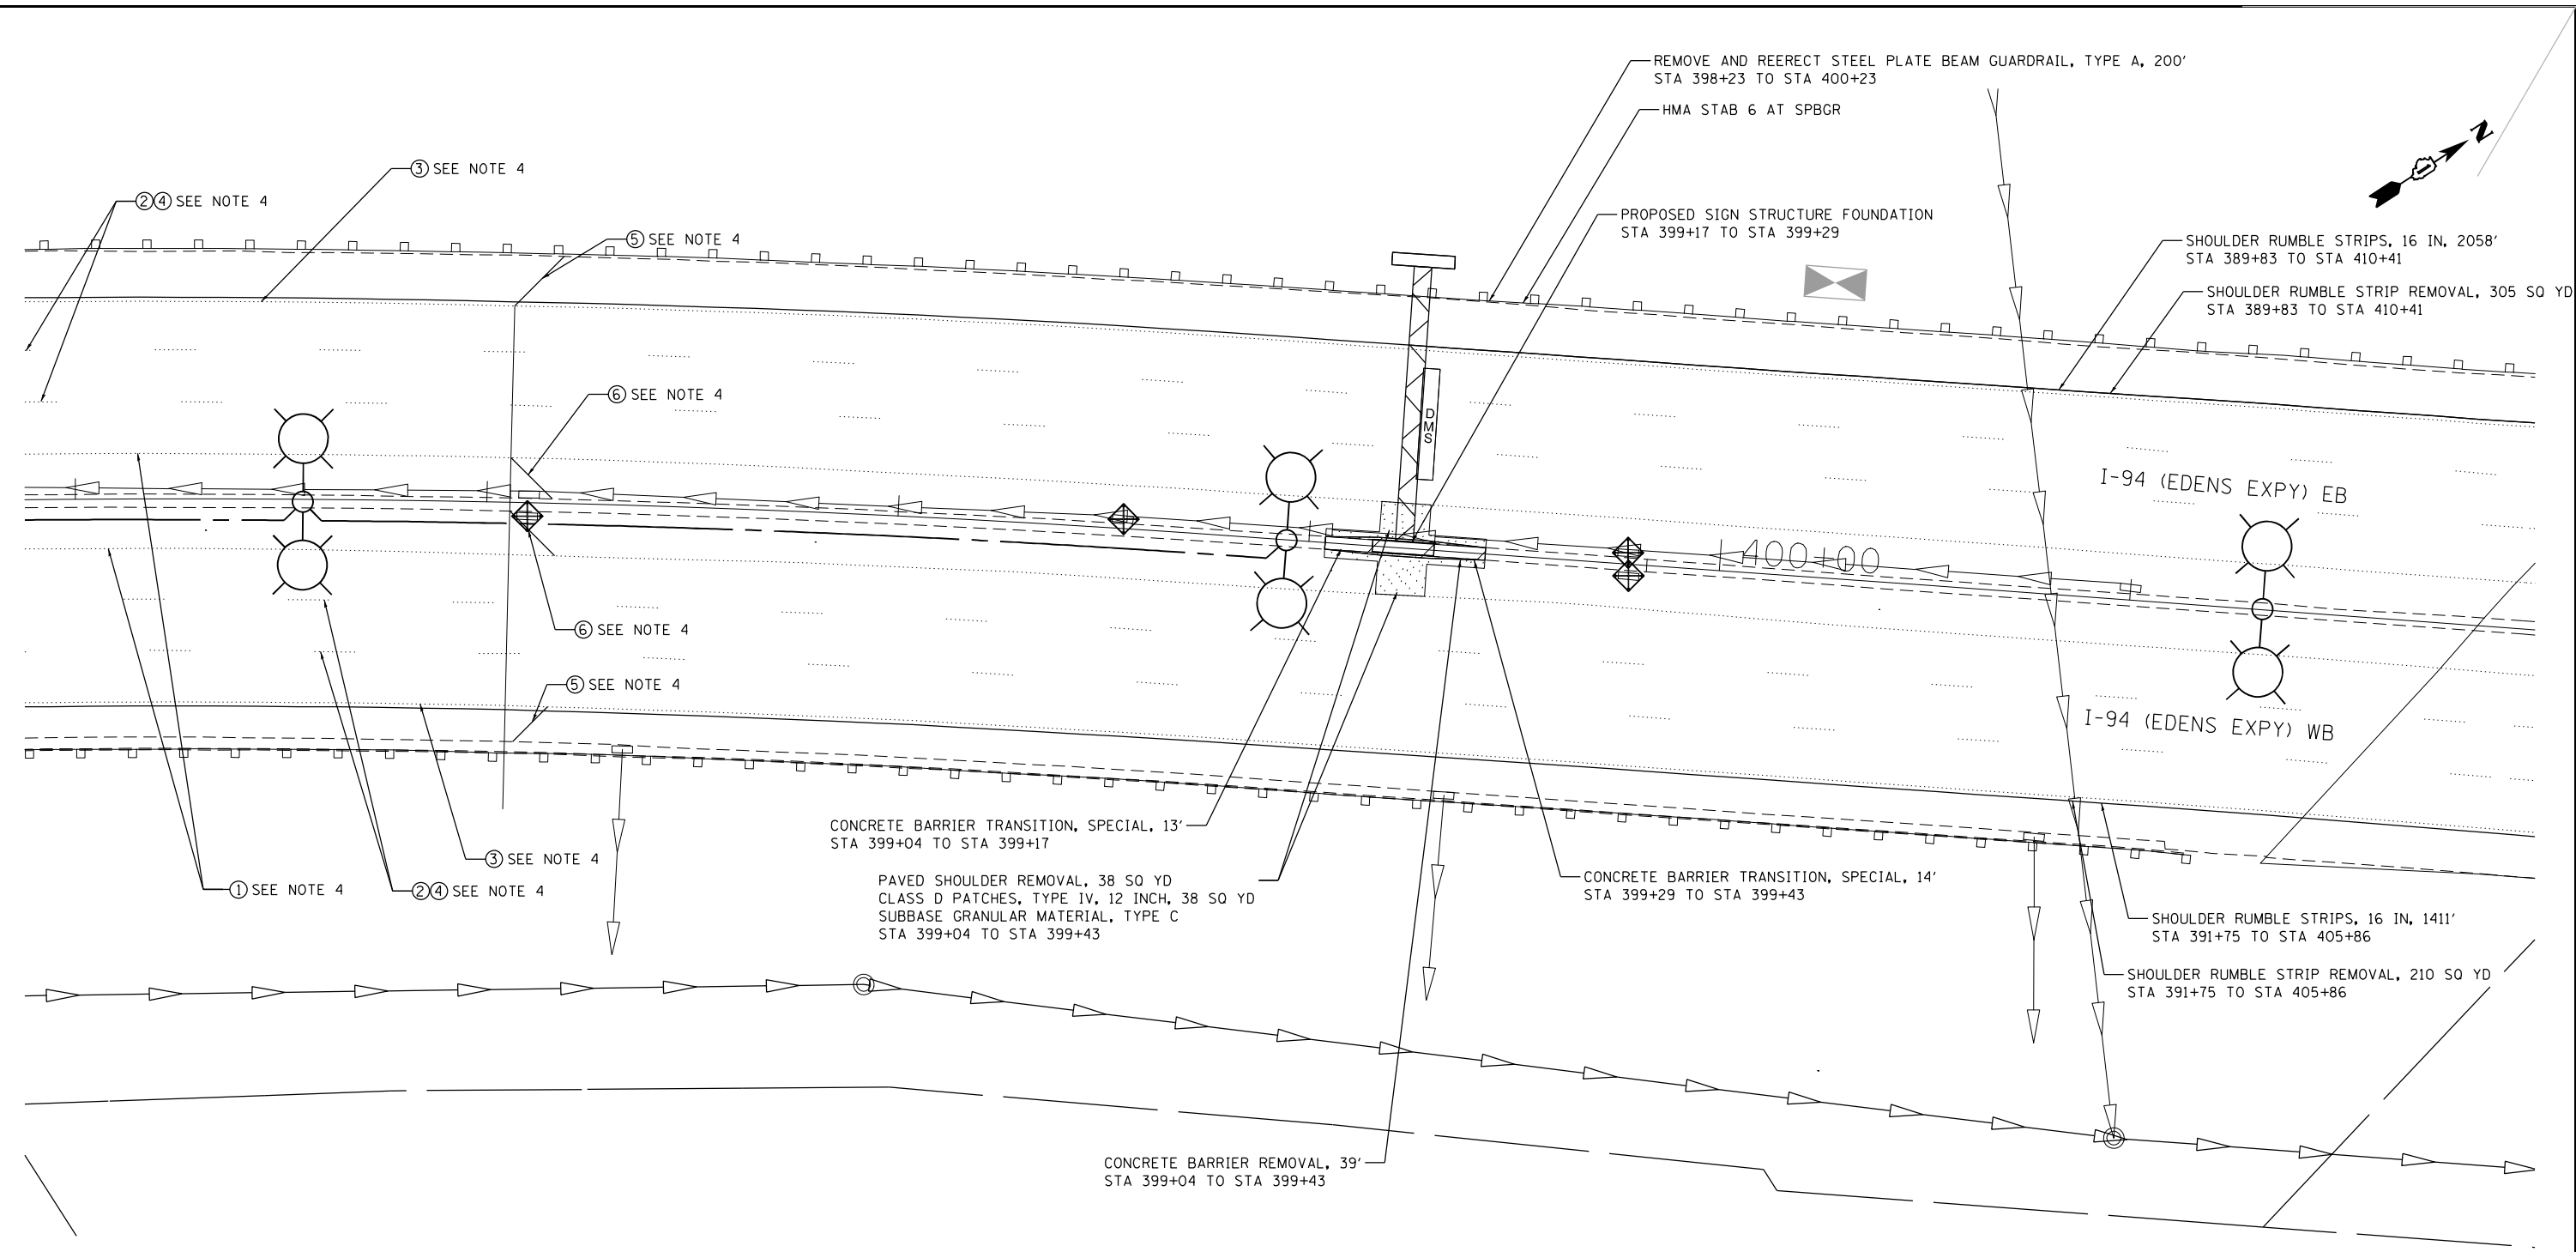 REMOVE AND REERECT STEEL PLATE BEAM GUARDRAIL, TYPE A, 200'
STA 398+23 TO STA 400+23
HMA STAB 6 AT SPBGR
N
③ SEE NOTE 4
②④ SEE NOTE 4
PROPOSED SIGN STRUCTURE FOUNDATION
STA 399+17 TO STA 399+29
⑤ SEE NOTE 4
SHOULDER RUMBLE STRIPS, 16 IN, 2058'
STA 389+83 TO STA 410+41
SHOULDER RUMBLE STRIP REMOVAL, 305 SQ YD
STA 389+83 TO STA 410+41
⑥ SEE NOTE 4
DMS
I-94 (EDENS EXPY) EB
400+00
⑥ SEE NOTE 4
⑤ SEE NOTE 4
I-94 (EDENS EXPY) WB
CONCRETE BARRIER TRANSITION, SPECIAL, 13'
STA 399+04 TO STA 399+17
③ SEE NOTE 4
① SEE NOTE 4
②④ SEE NOTE 4
PAVED SHOULDER REMOVAL, 38 SQ YD
CLASS D PATCHES, TYPE IV, 12 INCH, 38 SQ YD
SUBBASE GRANULAR MATERIAL, TYPE C
STA 399+04 TO STA 399+43
CONCRETE BARRIER TRANSITION, SPECIAL, 14'
STA 399+29 TO STA 399+43
SHOULDER RUMBLE STRIPS, 16 IN, 1411'
STA 391+75 TO STA 405+86
SHOULDER RUMBLE STRIP REMOVAL, 210 SQ YD
STA 391+75 TO STA 405+86
CONCRETE BARRIER REMOVAL, 39'
STA 399+04 TO STA 399+43